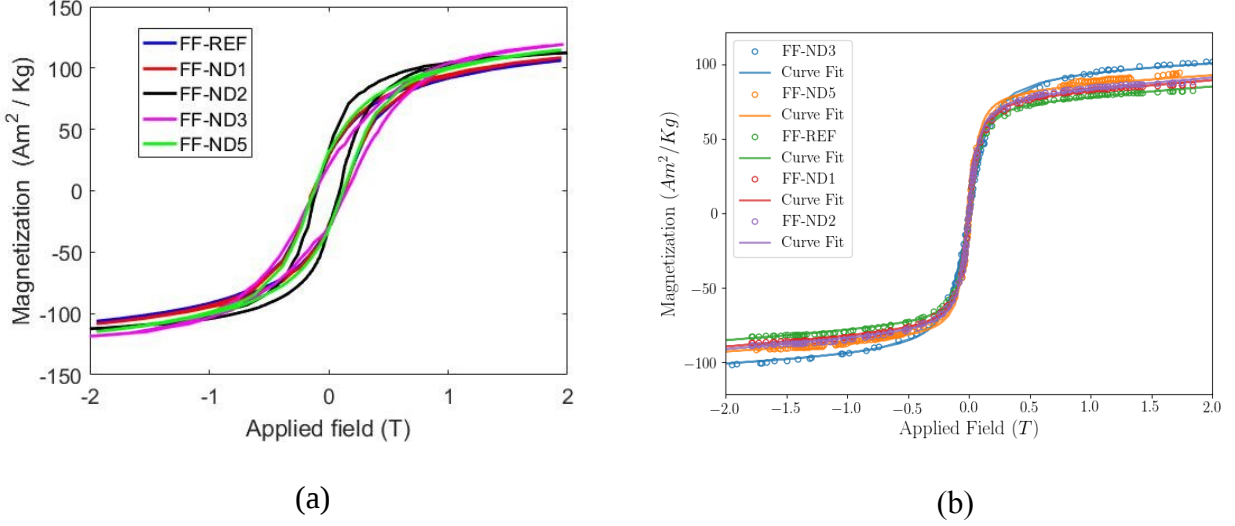 150
100
50
0
-50
-100
-150
Magnetization (Am² / Kg)
FF-REF
FF-ND1
FF-ND2
FF-ND3
FF-ND5
-2 -1 0 1 2
Applied field (T)
(a)
100
50
0
−50
−100
Magnetization (Am²/Kg)
FF-ND3
Curve Fit
FF-ND5
Curve Fit
FF-REF
Curve Fit
FF-ND1
Curve Fit
FF-ND2
Curve Fit
−2.0 −1.5 −1.0 −0.5 0.0 0.5 1.0 1.5 2.0
Applied Field (T)
(b)